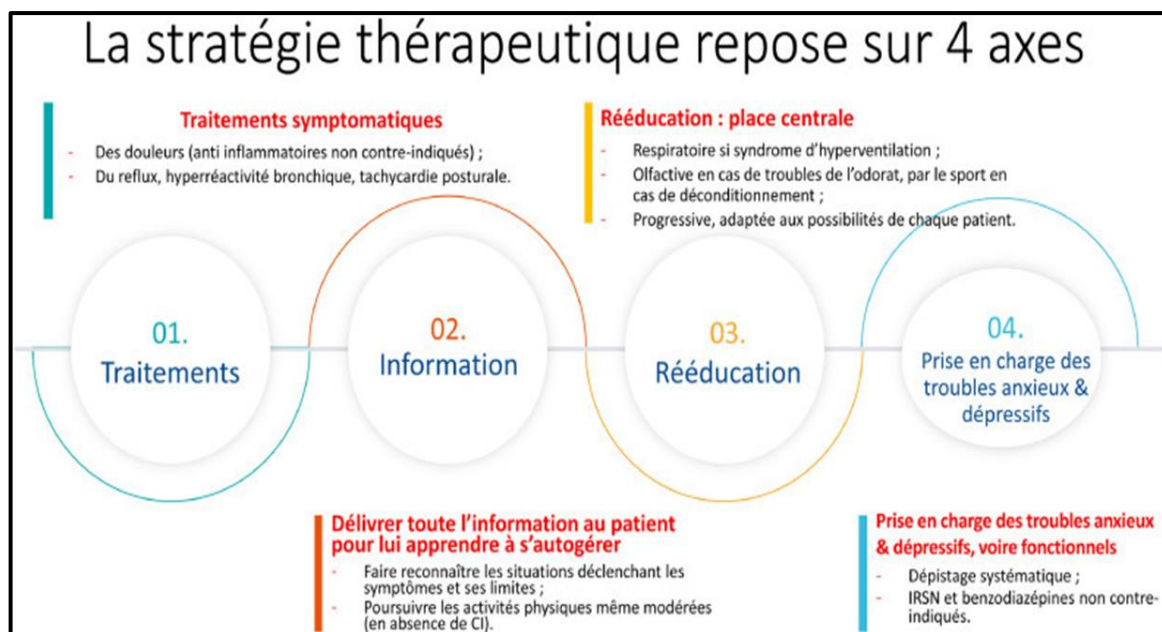 La stratégie thérapeutique repose sur 4 axes
Traitements symptomatiques
- Des douleurs (anti inflammatoires non contre-indiqués) ;
- Du reflux, hyperréactivité bronchique, tachycardie posturale.
Rééducation : place centrale
- Respiratoire si syndrome d'hyperventilation ;
- Olfactive en cas de troubles de l'odorat, par le sport en
cas de déconditionnement ;
- Progressive, adaptée aux possibilités de chaque patient.
01.
Traitements
02.
Information
03.
Rééducation
04.
Prise en charge des
troubles anxieux &
dépressifs
Délivrer toute l'information au patient
pour lui apprendre à s'autogérer
- Faire reconnaître les situations déclenchant les
symptômes et ses limites ;
- Poursuivre les activités physiques même modérées
(en absence de CI).
Prise en charge des troubles anxieux
& dépressifs, voire fonctionnels
- Dépistage systématique ;
- IRSN et benzodiazépines non contre-
indiqués.